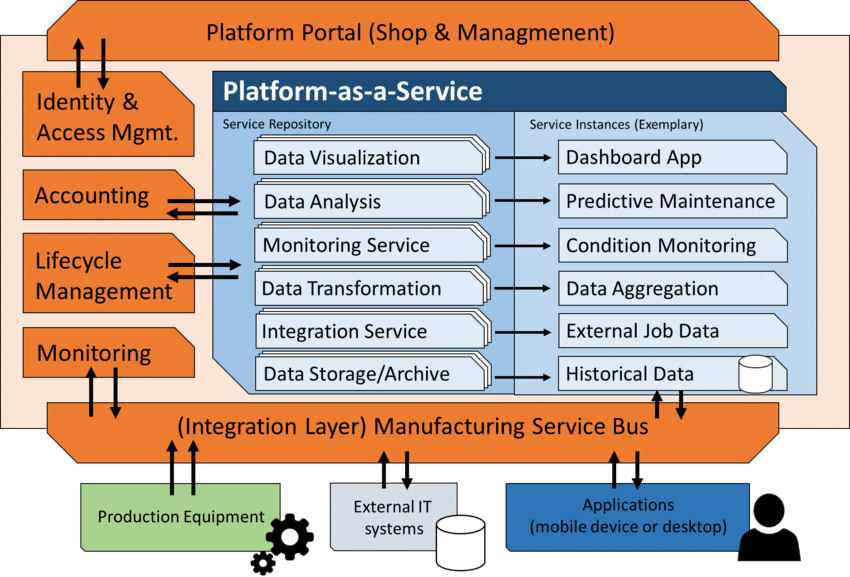 Platform Portal (Shop & Managmenent)
Identity &
Access Mgmt.
Accounting
Lifecycle
Management
Monitoring
Platform-as-a-Service
Service Repository
Service Instances (Exemplary)
Data Visualization
Dashboard App
Data Analysis
Predictive Maintenance
Monitoring Service
Condition Monitoring
Data Transformation
Data Aggregation
Integration Service
External Job Data
Data Storage/Archive
Historical Data
(Integration Layer) Manufacturing Service Bus
Production Equipment
External IT
systems
Applications
(mobile device or desktop)